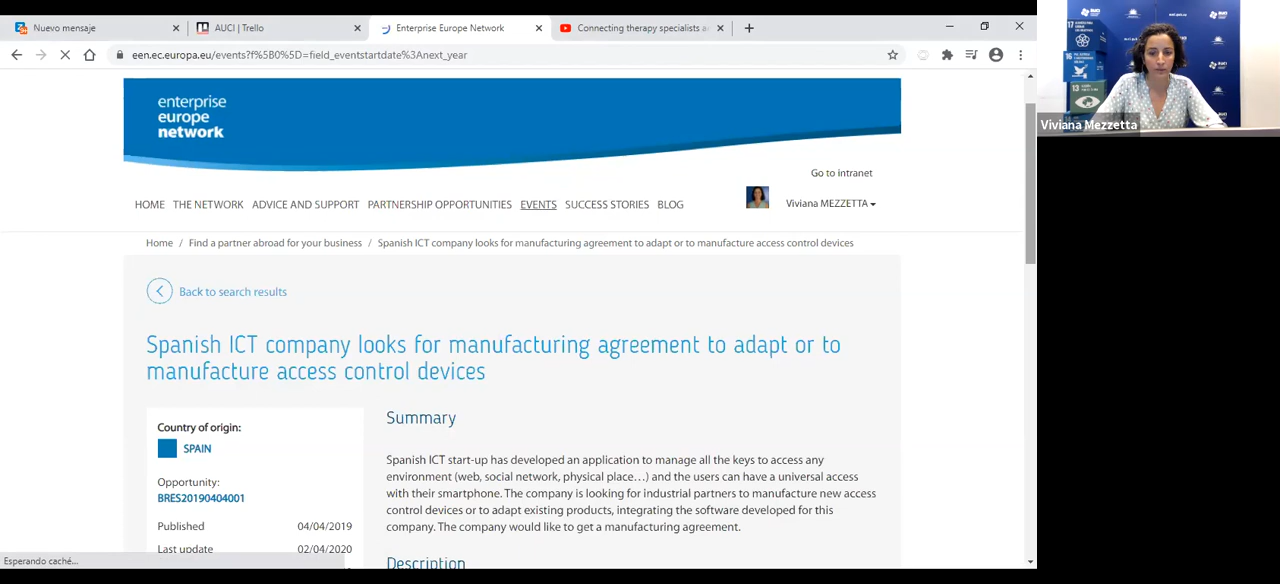 Nuevo mensaje
AUCI | Trello
Enterprise Europe Network
Connecting therapy specialists a
een.ec.europa.eu/events?f%5B0%5D=field_eventstartdate%3Anext_year
enterprise
europe
network
Go to intranet
HOME THE NETWORK ADVICE AND SUPPORT PARTNERSHIP OPPORTUNITIES EVENTS SUCCESS STORIES BLOG
Viviana MEZZETTA
Home / Find a partner abroad for your business / Spanish ICT company looks for manufacturing agreement to adapt or to manufacture access control devices
Back to search results
Spanish ICT company looks for manufacturing agreement to adapt or to
manufacture access control devices
Country of origin:
SPAIN
Opportunity:
BRES20190404001
Published 04/04/2019
Last update 02/04/2020
Summary
Spanish ICT start-up has developed an application to manage all the keys to access any
environment (web, social network, physical place...) and the users can have a universal access
with their smartphone. The company is looking for industrial partners to manufacture new access
control devices or to adapt existing products, integrating the software developed for this
company. The company would like to get a manufacturing agreement.
Description
Esperando caché...
Viviana Mezzetta
17
13